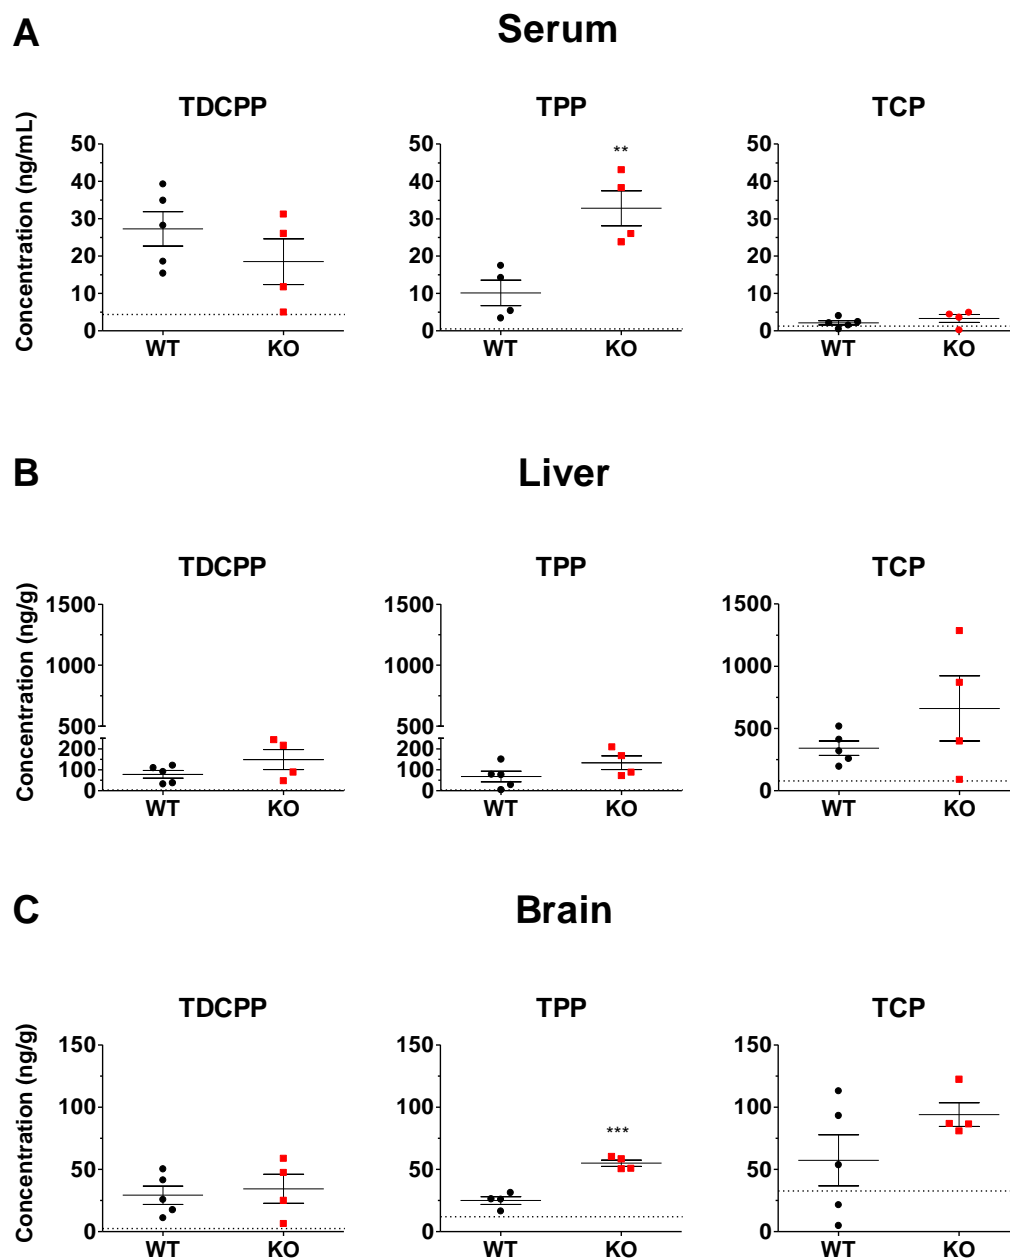 A
Serum
TDCPP
TPP
TCP
Concentration (ng/mL)
50
40
30
20
10
0
WT
KO
50
40
30
20
10
0
**
WT
KO
50
40
30
20
10
0
WT
KO
B
Liver
TDCPP
TPP
TCP
Concentration (ng/g)
1500
1000
500
200
100
0
WT
KO
1500
1000
500
200
100
0
WT
KO
1500
1000
500
0
WT
KO
C
Brain
TDCPP
TPP
TCP
Concentration (ng/g)
150
100
50
0
WT
KO
150
100
50
0
***
WT
KO
150
100
50
0
WT
KO